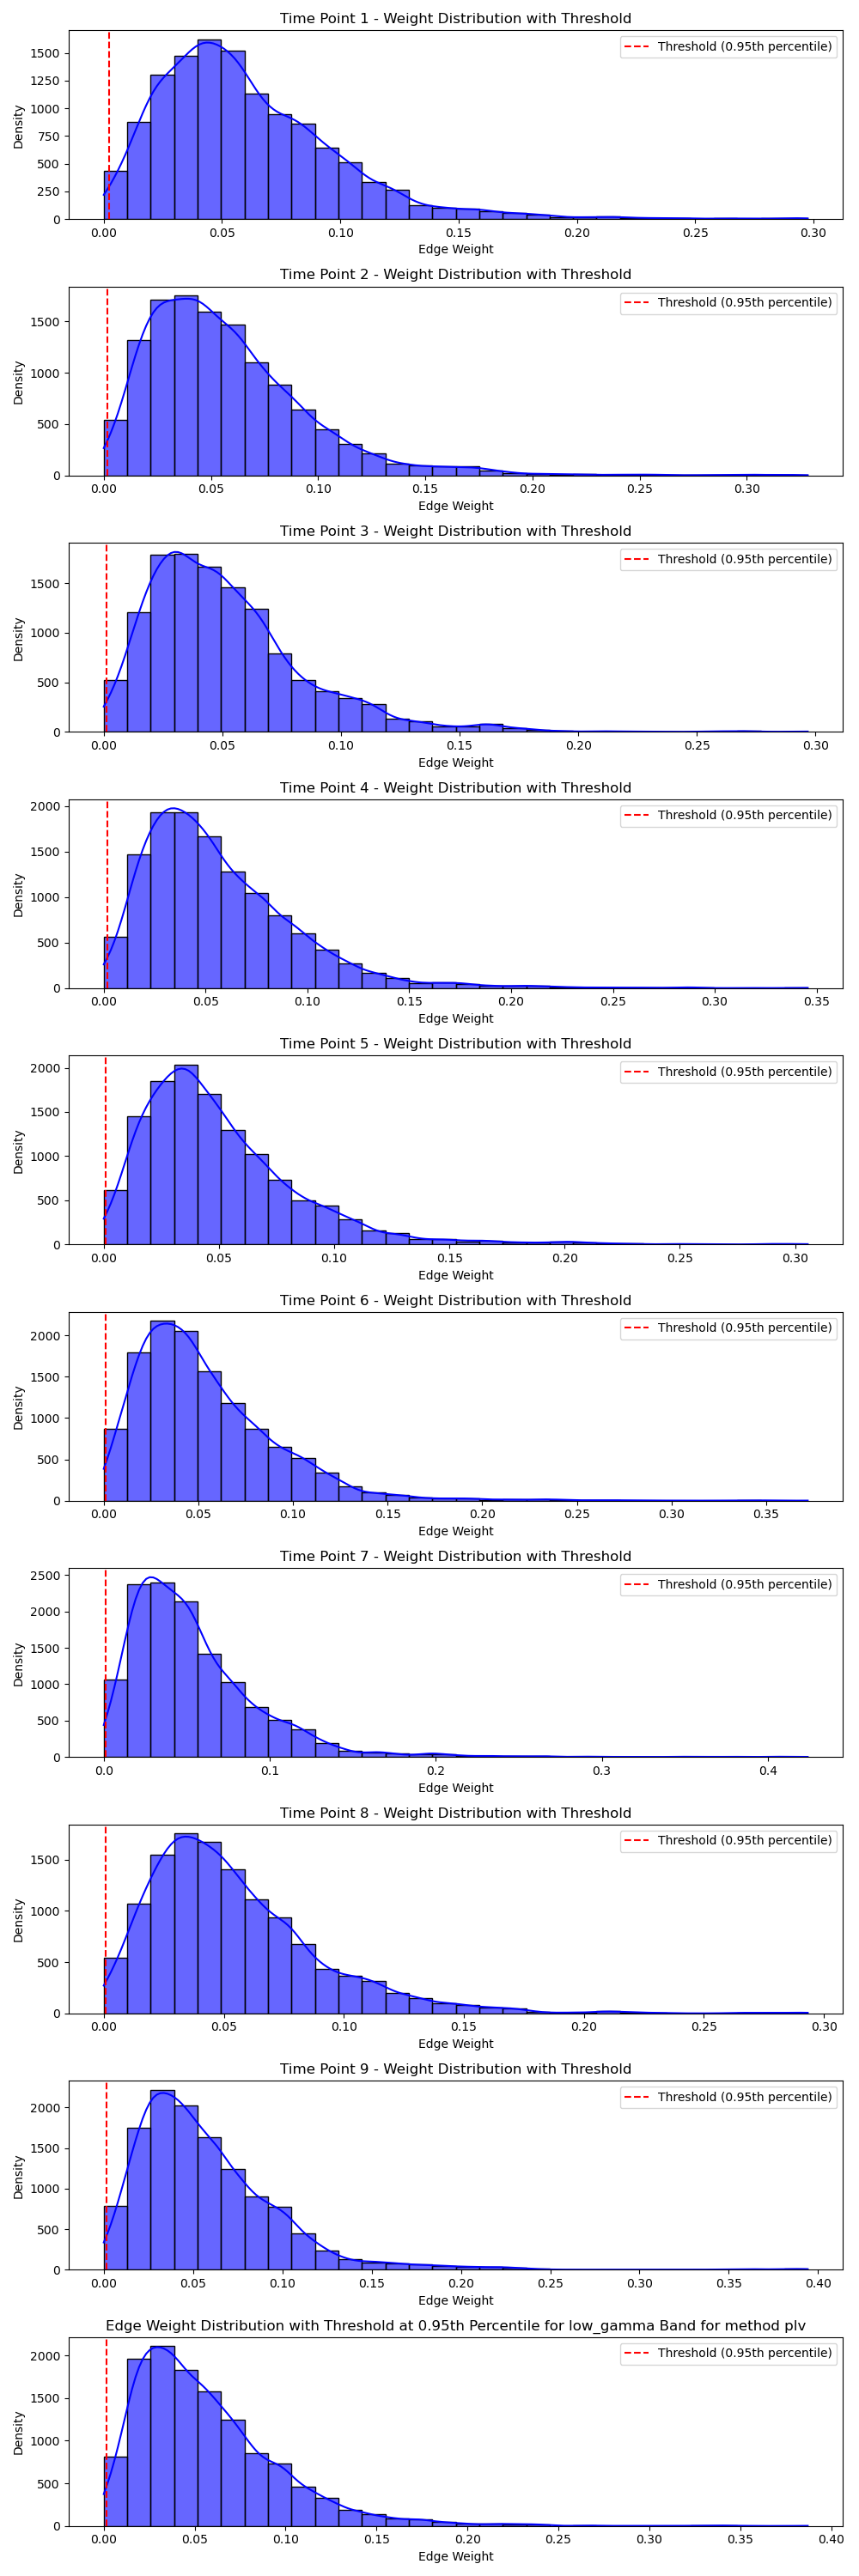 Time Point 1 - Weight Distribution with Threshold
Threshold (0.95th percentile)
Density
1500
1250
1000
750
500
250
0
0.00 0.05 0.10 0.15 0.20 0.25 0.30
Edge Weight
Time Point 2 - Weight Distribution with Threshold
Threshold (0.95th percentile)
Density
1500
1000
500
0
0.00 0.05 0.10 0.15 0.20 0.25 0.30
Edge Weight
Time Point 3 - Weight Distribution with Threshold
Threshold (0.95th percentile)
Density
1500
1000
500
0
0.00 0.05 0.10 0.15 0.20 0.25 0.30
Edge Weight
Time Point 4 - Weight Distribution with Threshold
Threshold (0.95th percentile)
Density
2000
1500
1000
500
0
0.00 0.05 0.10 0.15 0.20 0.25 0.30 0.35
Edge Weight
Time Point 5 - Weight Distribution with Threshold
Threshold (0.95th percentile)
Density
2000
1500
1000
500
0
0.00 0.05 0.10 0.15 0.20 0.25 0.30
Edge Weight
Time Point 6 - Weight Distribution with Threshold
Threshold (0.95th percentile)
Density
2000
1500
1000
500
0
0.00 0.05 0.10 0.15 0.20 0.25 0.30 0.35
Edge Weight
Time Point 7 - Weight Distribution with Threshold
Threshold (0.95th percentile)
Density
2500
2000
1500
1000
500
0
0.0 0.1 0.2 0.3 0.4
Edge Weight
Time Point 8 - Weight Distribution with Threshold
Threshold (0.95th percentile)
Density
1500
1000
500
0
0.00 0.05 0.10 0.15 0.20 0.25 0.30
Edge Weight
Time Point 9 - Weight Distribution with Threshold
Threshold (0.95th percentile)
Density
2000
1500
1000
500
0
0.00 0.05 0.10 0.15 0.20 0.25 0.30 0.35 0.40
Edge Weight
Edge Weight Distribution with Threshold at 0.95th Percentile for low_gamma Band for method plv
Threshold (0.95th percentile)
Density
2000
1500
1000
500
0
0.00 0.05 0.10 0.15 0.20 0.25 0.30 0.35 0.40
Edge Weight